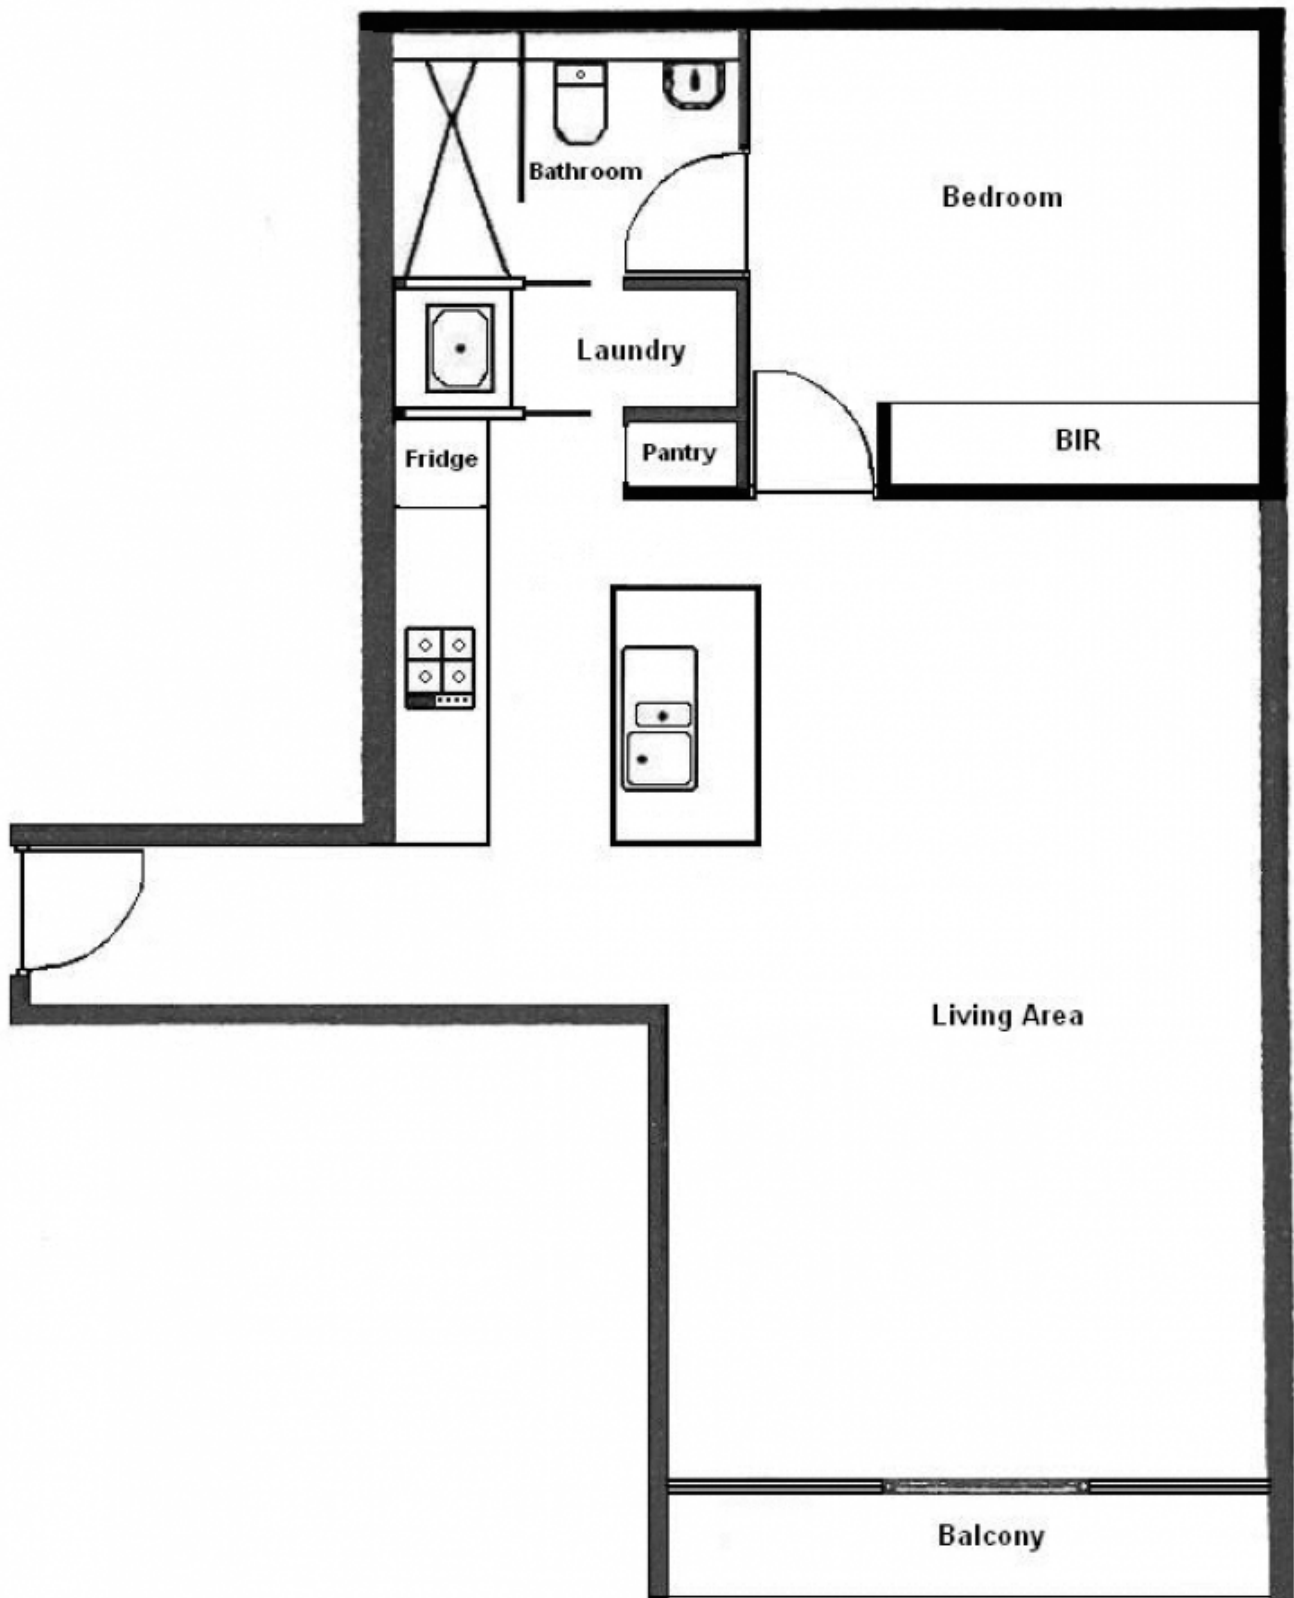 Bathroom
Bedroom
Laundry
BIR
Pantry
Fridge
Living Area
Balcony